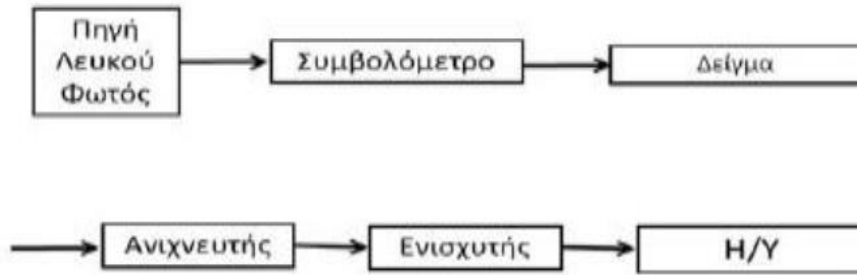 Πηγή
Λευκού
Φωτός
Συμβολόμετρο
Δείγμα
Ανιχνευτής
Ενισχυτής
Η/Υ